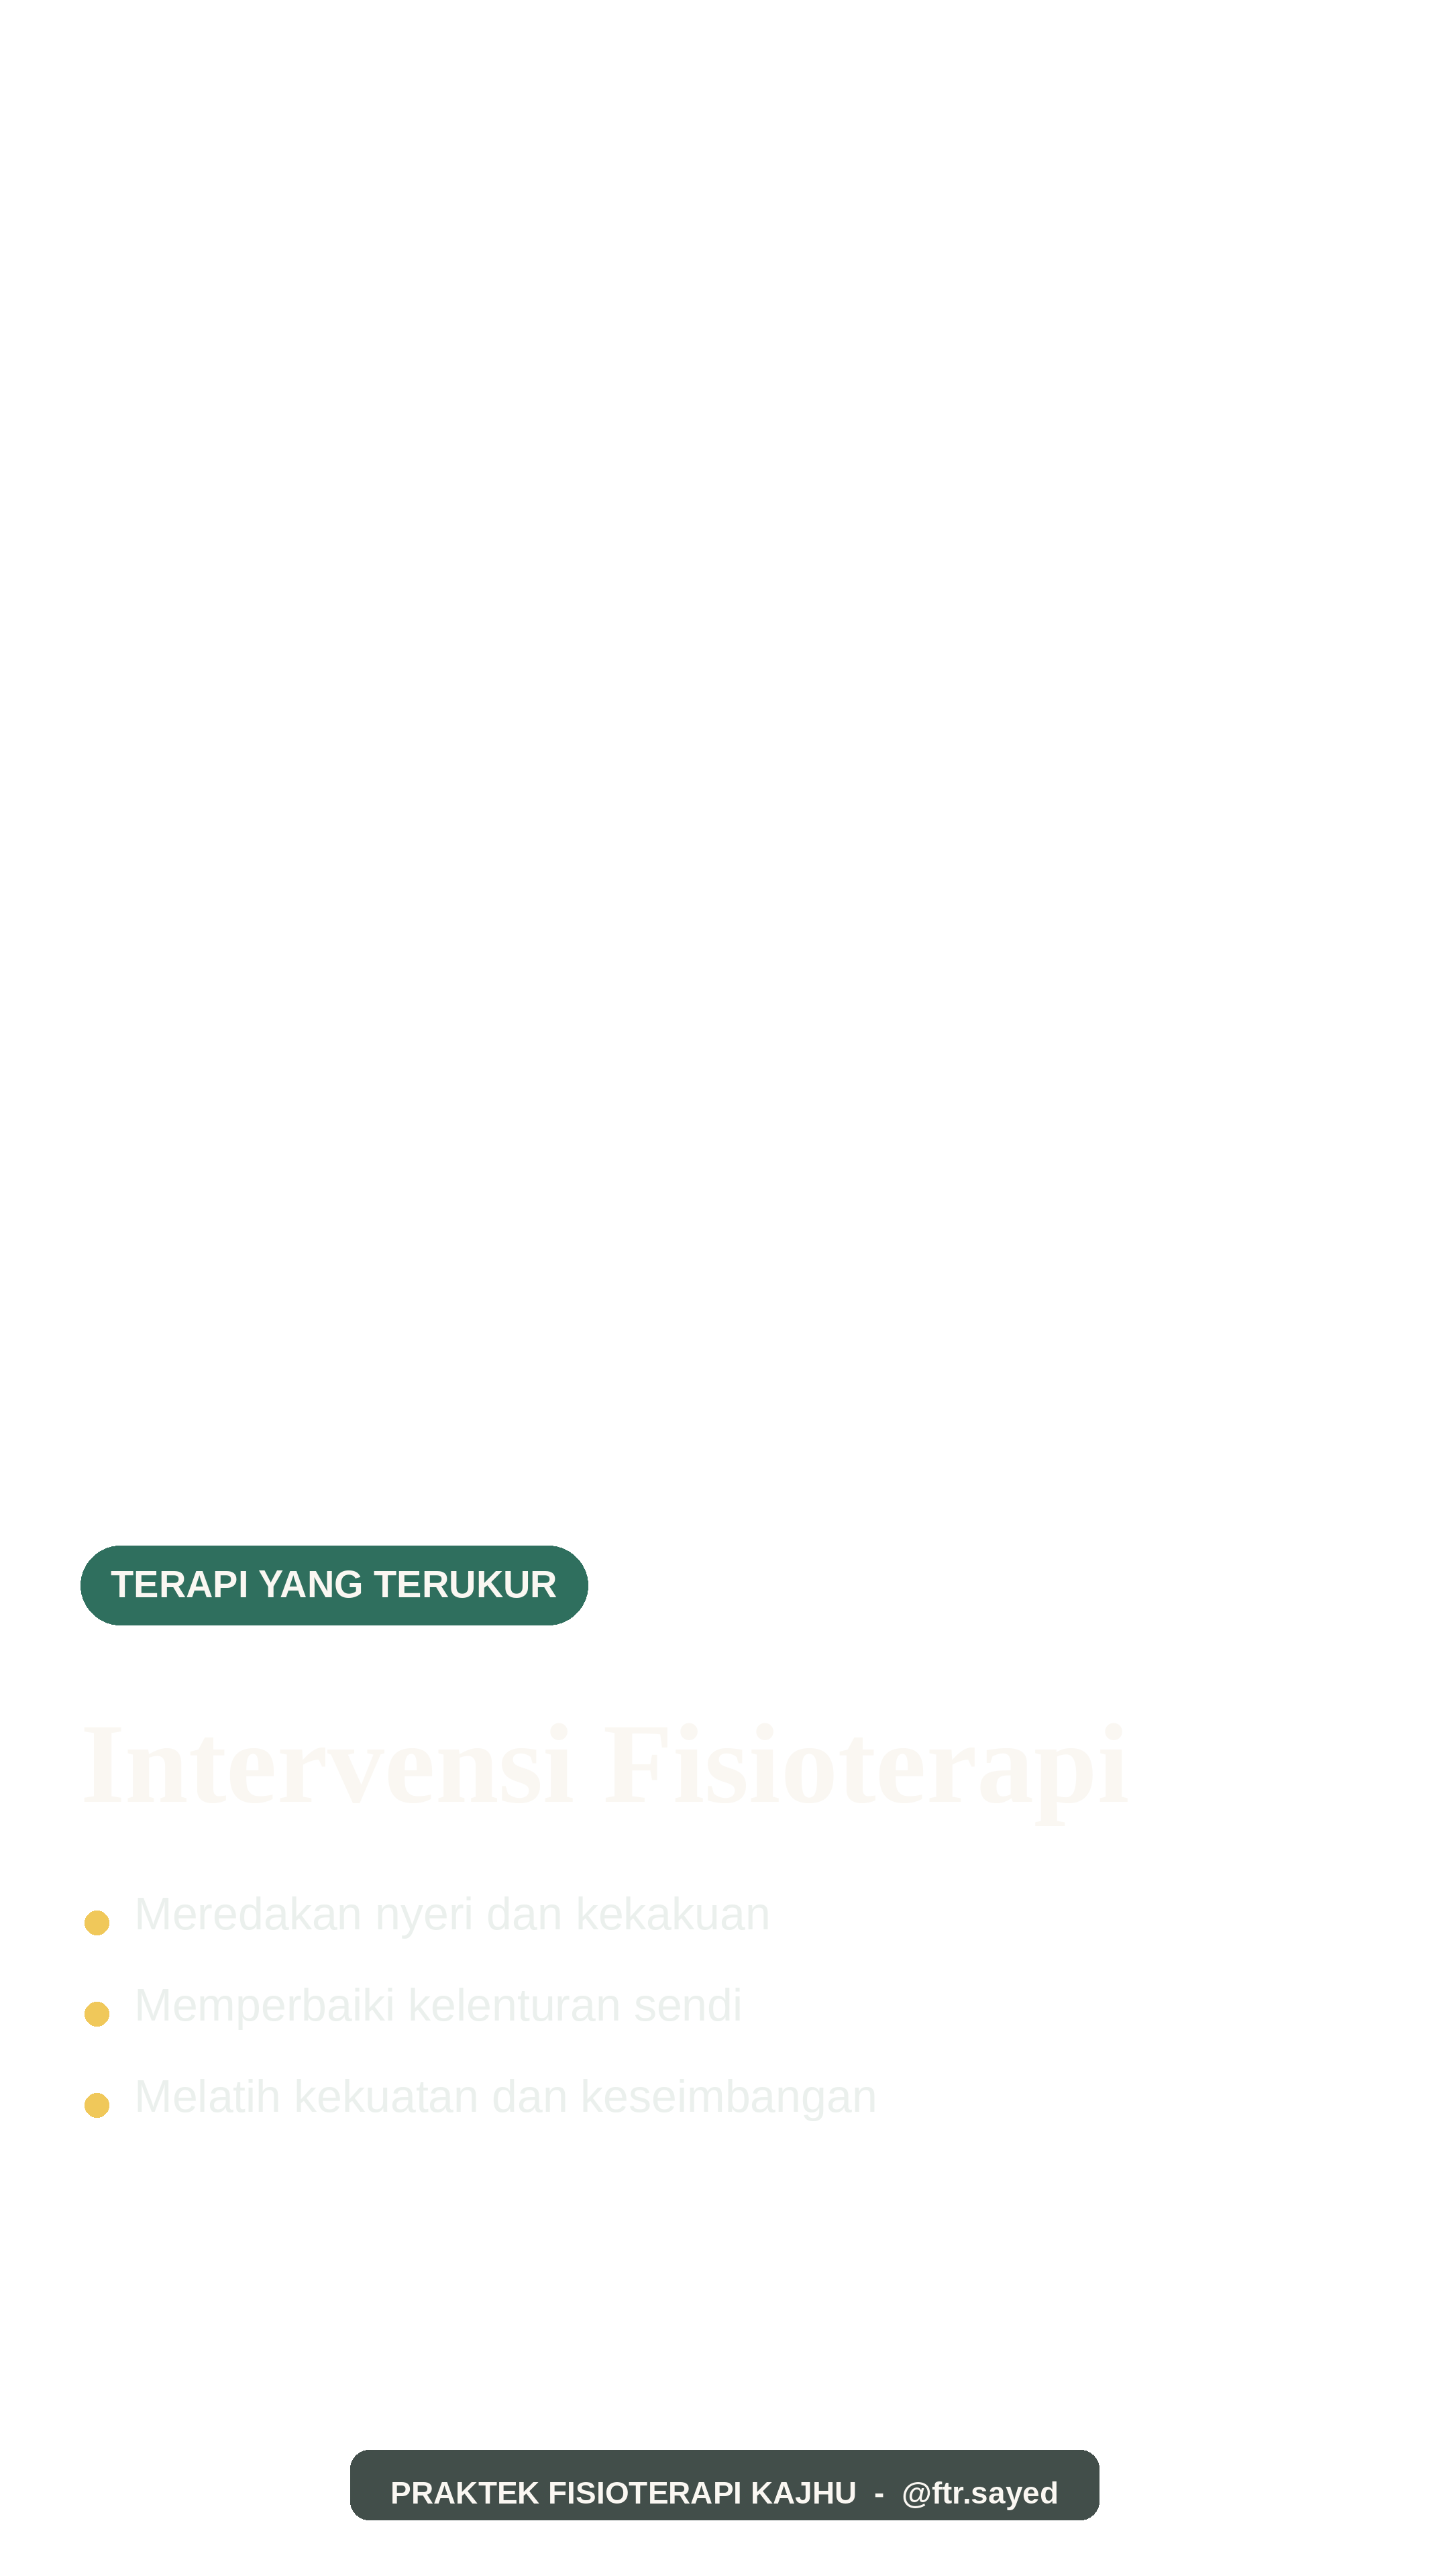 TERAPI YANG TERUKUR
Intervensi Fisioterapi
Meredakan nyeri dan kekakuan
Memperbaiki kelenturan sendi
Melatih kekuatan dan keseimbangan
PRAKTEK FISIOTERAPI KAJHU - @ftr.sayed